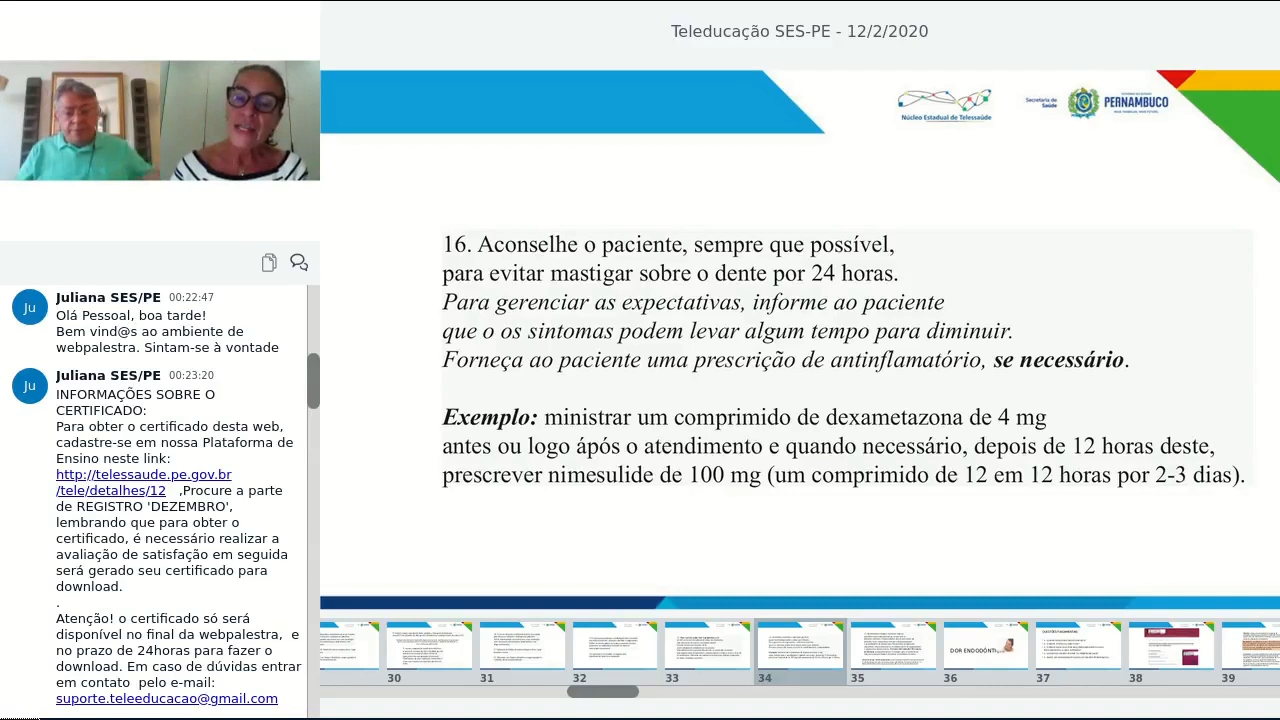 Teleducação SES-PE - 12/2/2020
Núcleo Estadual de Telessaúde
Secretaria de
Saúde
PERNAMBUCO
16. Aconselhe o paciente, sempre que possível,
para evitar mastigar sobre o dente por 24 horas.
Para gerenciar as expectativas, informe ao paciente
que o os sintomas podem levar algum tempo para diminuir.
Forneça ao paciente uma prescrição de antinflamatório, se necessário.
Exemplo: ministrar um comprimido de dexametazona de 4 mg
antes ou logo ápós o atendimento e quando necessário, depois de 12 horas deste,
prescrever nimesulide de 100 mg (um comprimido de 12 em 12 horas por 2-3 dias).
Ju
Juliana SES/PE 00:22:47
Olá Pessoal, boa tarde!
Bem vind@s ao ambiente de
webpalestra. Sintam-se à vontade
Ju
Juliana SES/PE 00:23:20
INFORMAÇÕES SOBRE O
CERTIFICADO:
Para obter o certificado desta web,
cadastre-se em nossa Plataforma de
Ensino neste link:
http://telessaude.pe.gov.br
/tele/detalhes/12 ,Procure a parte
de REGISTRO 'DEZEMBRO',
lembrando que para obter o
certificado, é necessário realizar a
avaliação de satisfação em seguida
será gerado seu certificado para
download.
.
Atenção! o certificado só será
disponível no final da webpalestra, e
no prazo de 24horas para fazer o
download. Em caso de dúvidas entrar
em contato pelo e-mail:
suporte.teleeducacao@gmail.com
DOR ENDODONTI
30 31 32 33 34 35 36 37 38 39